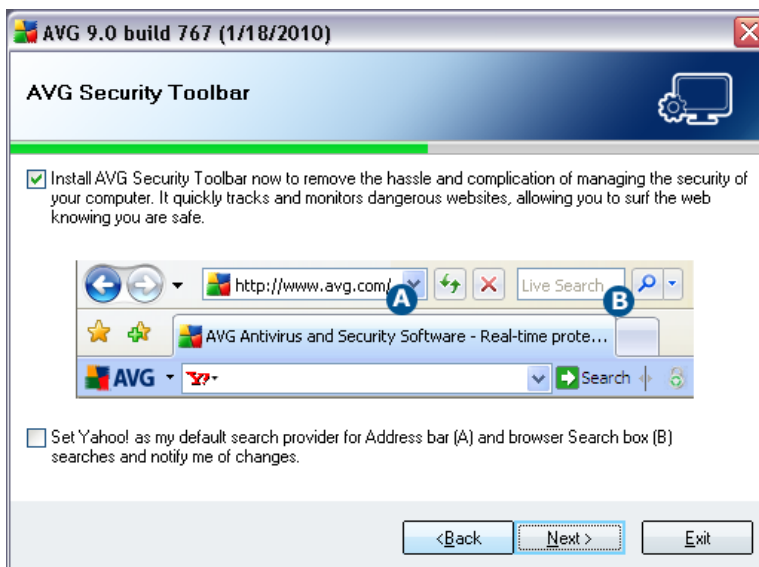 AVG 9.0 build 767 (1/18/2010)
AVG Security Toolbar
Install AVG Security Toolbar now to remove the hassle and complication of managing the security of
your computer. It quickly tracks and monitors dangerous websites, allowing you to surf the web
knowing you are safe.
http://www.avg.com/ A Live Search B
AVG Antivirus and Security Software - Real-time prote...
AVG Y! Search
Set Yahoo! as my default search provider for Address bar (A) and browser Search box (B)
searches and notify me of changes.
<Back Next > Exit